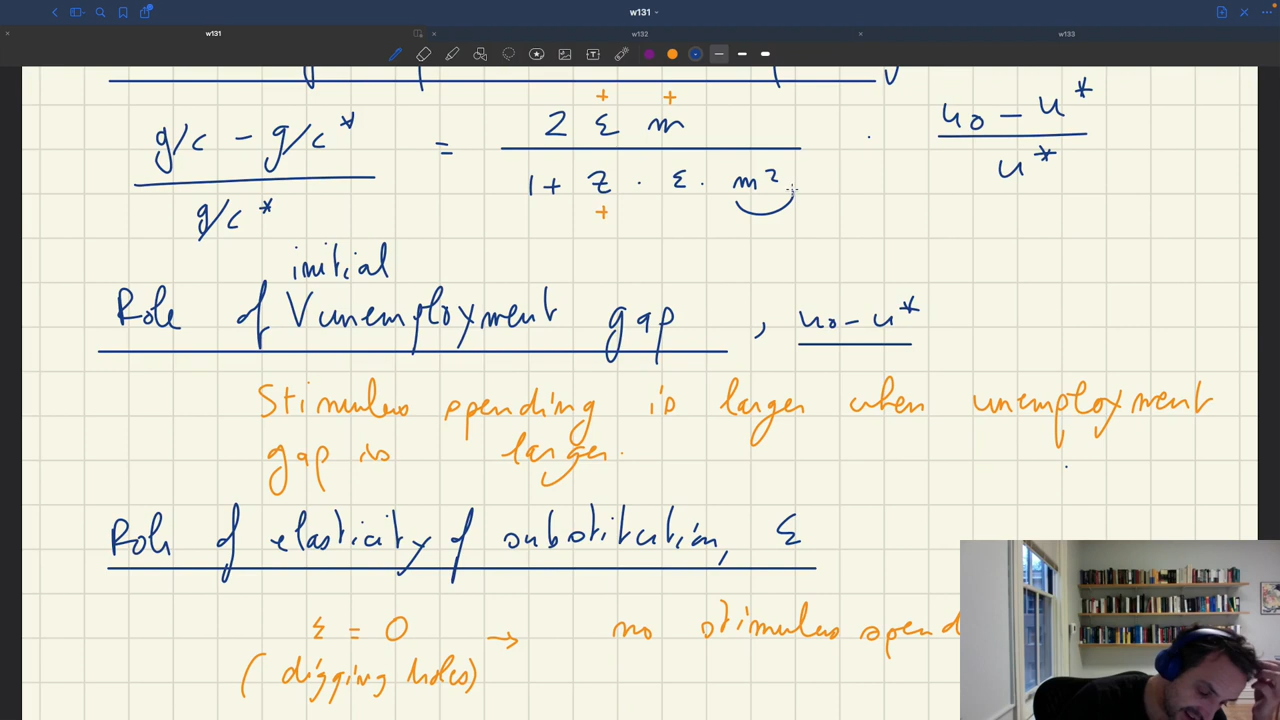 w131
w131 w132 w133
+ +
g/c - g/c* = 2 ε m . u0 - u*
g/c* 1 + z · ε · m² u*
+
initial
Role of V unemployment gap , u0 - u*
Stimulus spending is larger when unemployment
gap is larger.
Role of elasticity of substitution, ε
ε = 0 → no stimulus spend
(digging holes)